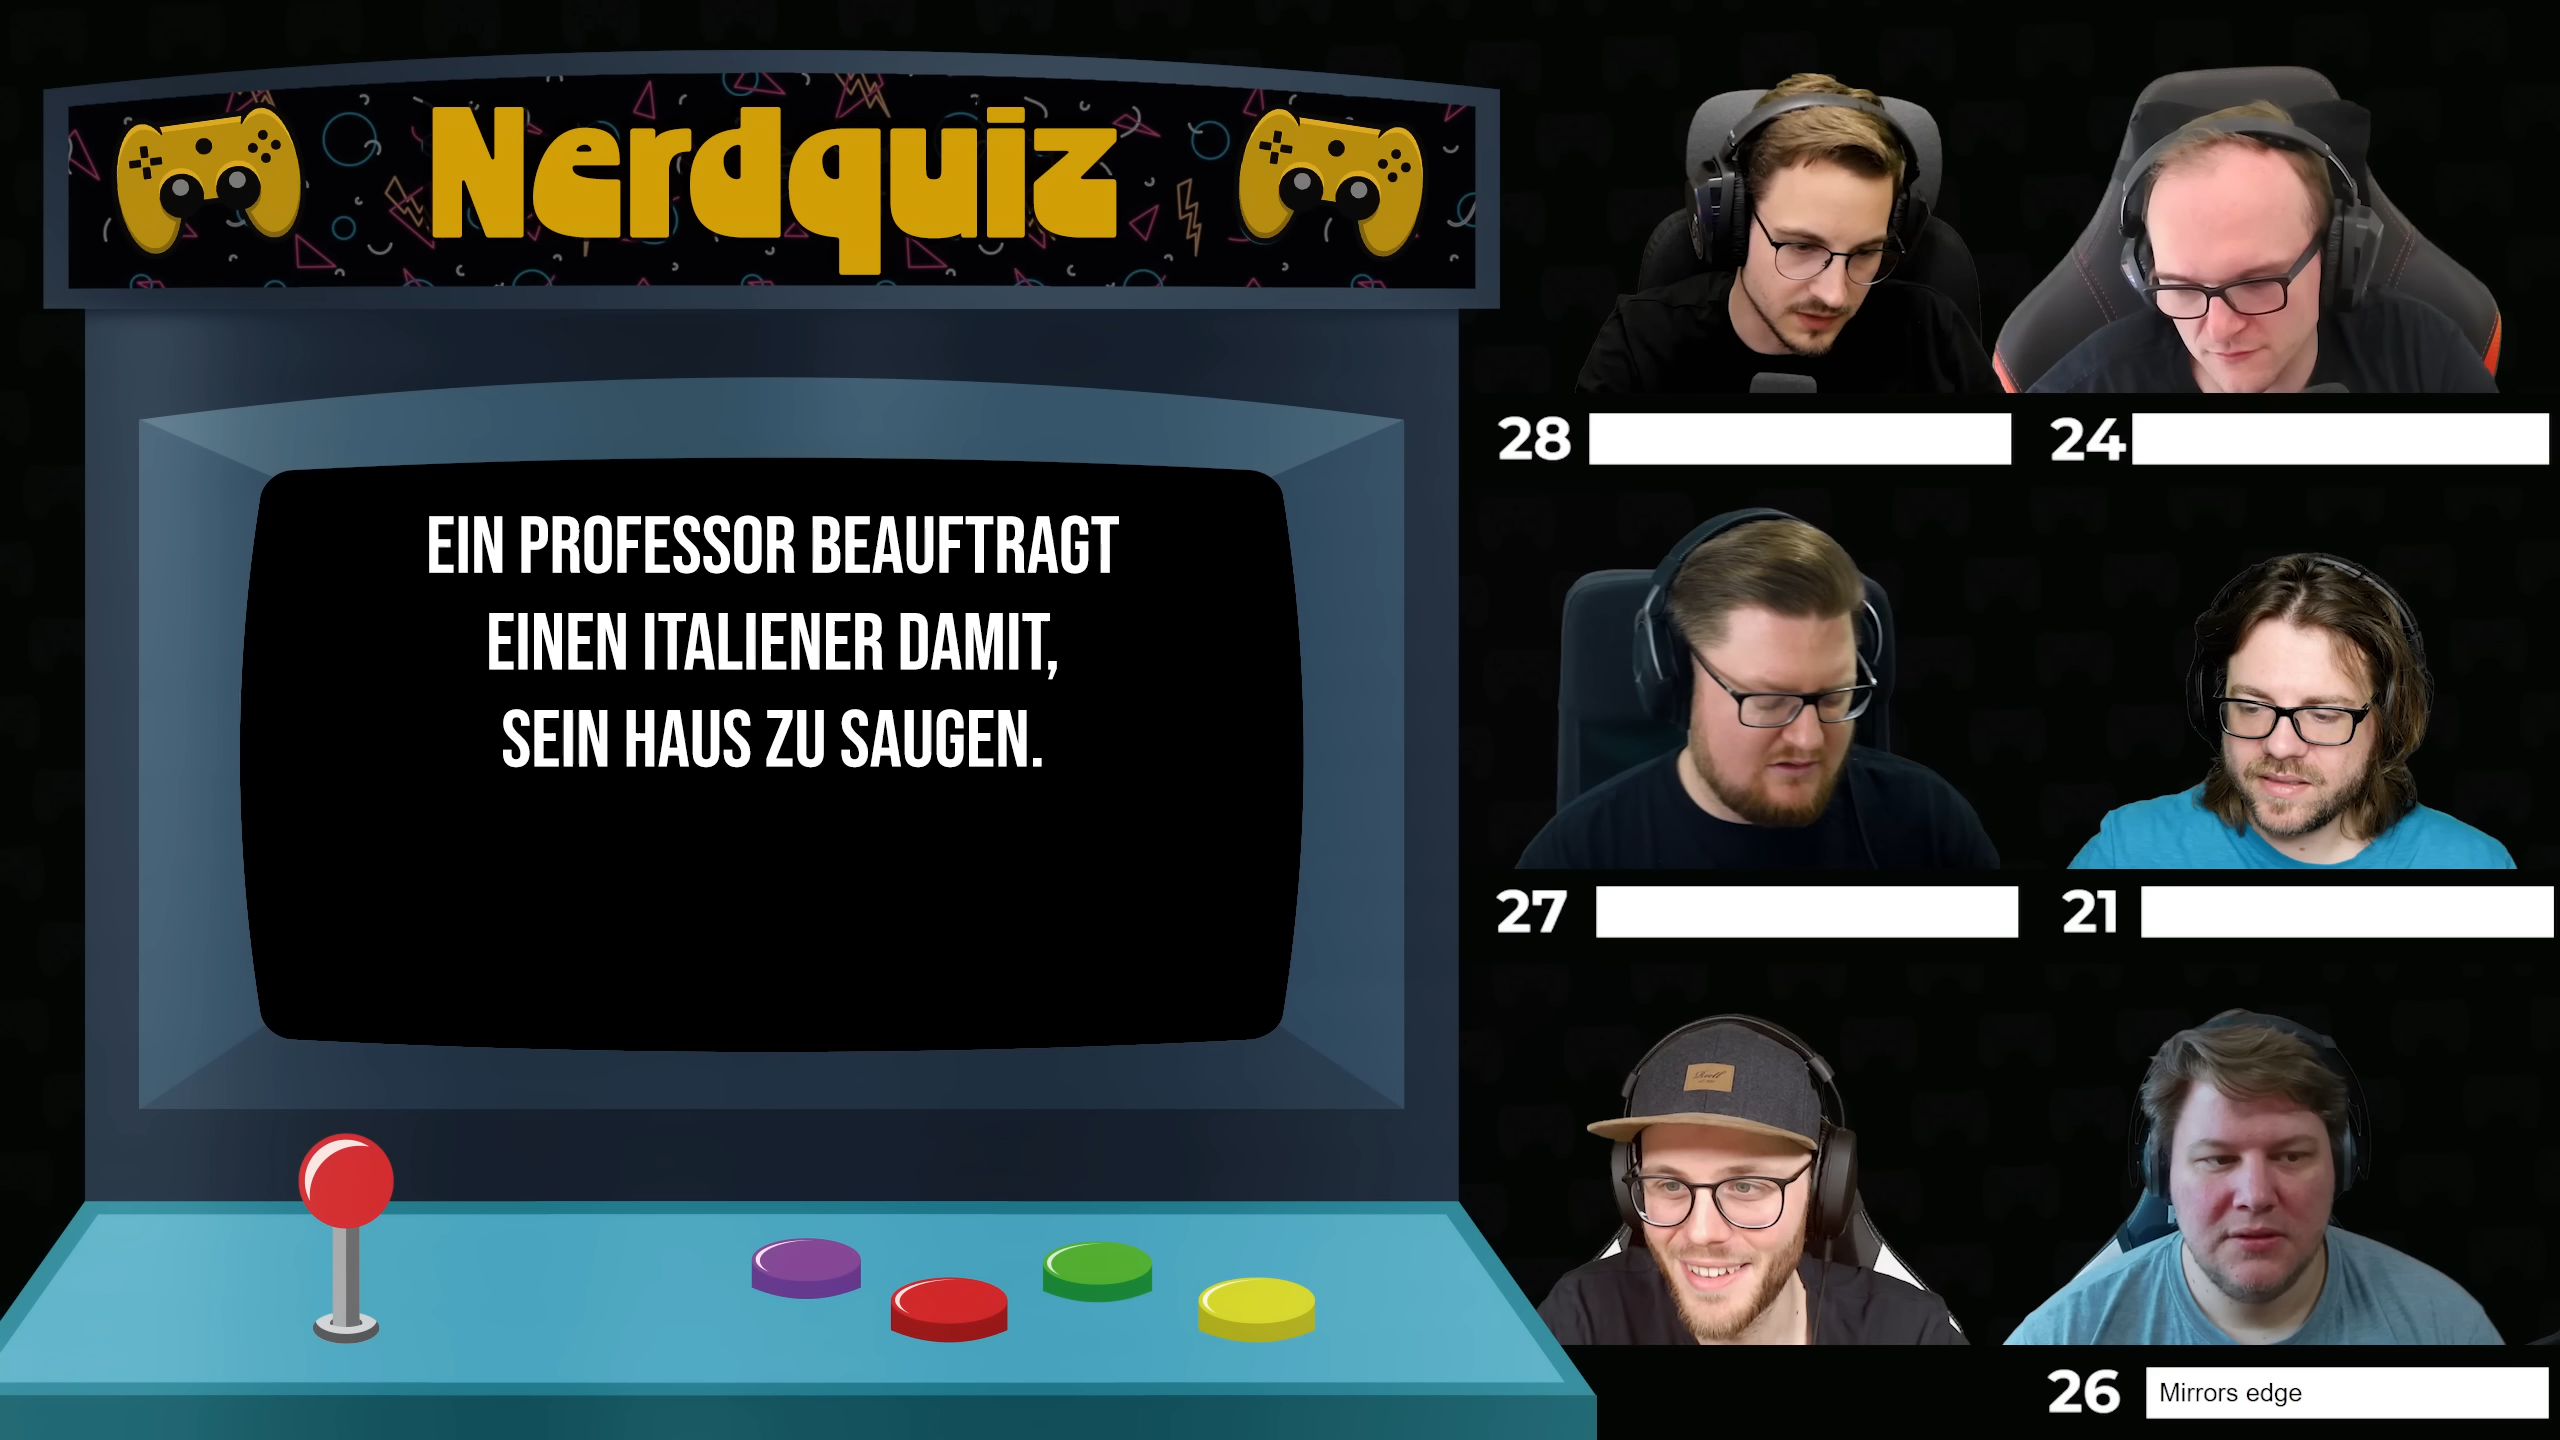 Nerdquiz
EIN PROFESSOR BEAUFTRAGT
EINEN ITALIENER DAMIT,
SEIN HAUS ZU SAUGEN.
28
24
27
21
26
Mirrors edge